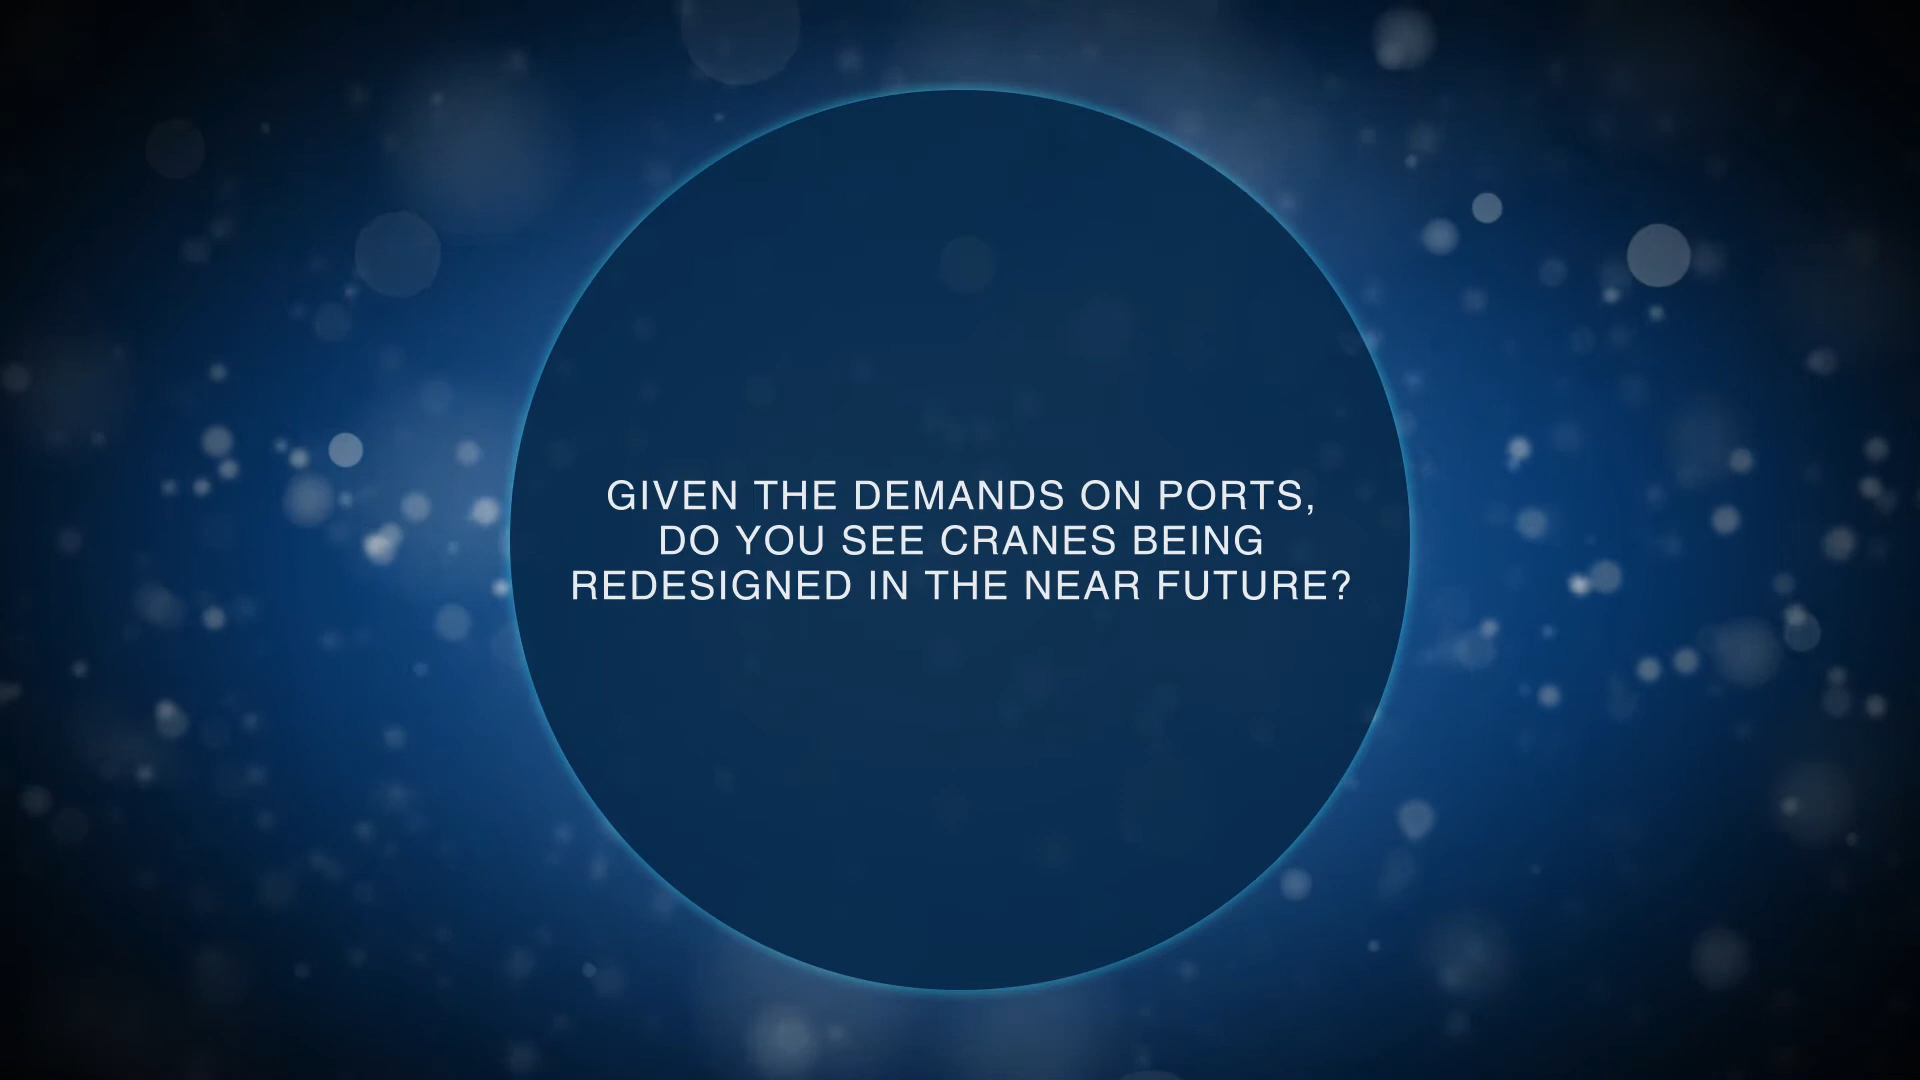 GIVEN THE DEMANDS ON PORTS,
DO YOU SEE CRANES BEING
REDESIGNED IN THE NEAR FUTURE?